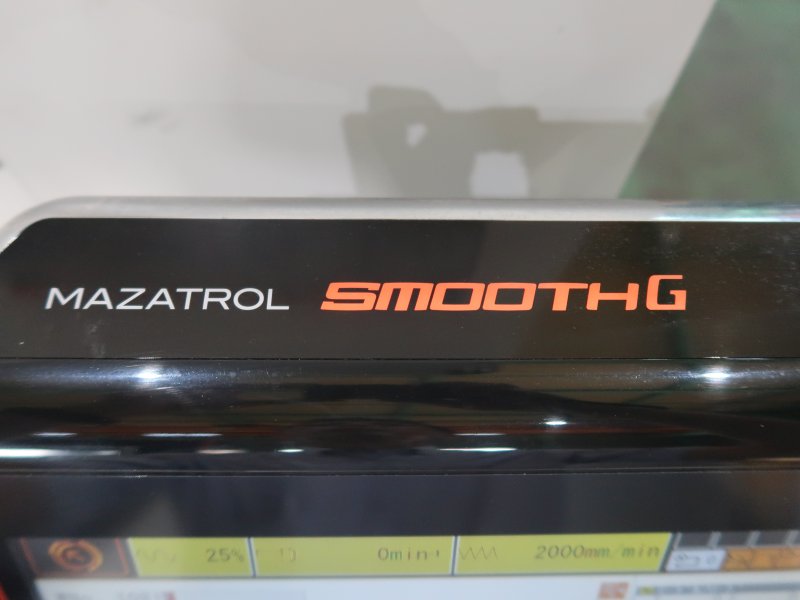 MAZATROL SMOOTH G
25% 0min-¹ 2000mm/min